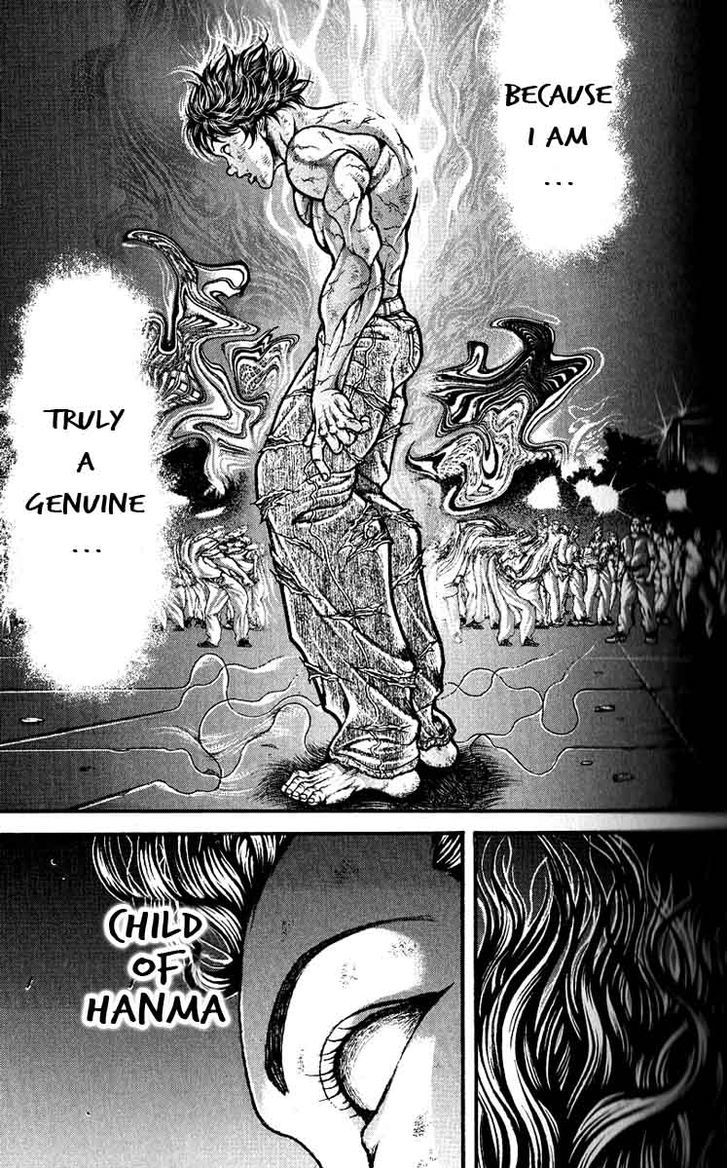 BECAUSE
I AM
...
TRULY
A
GENUINE
...
CHILD
OF
HANMA